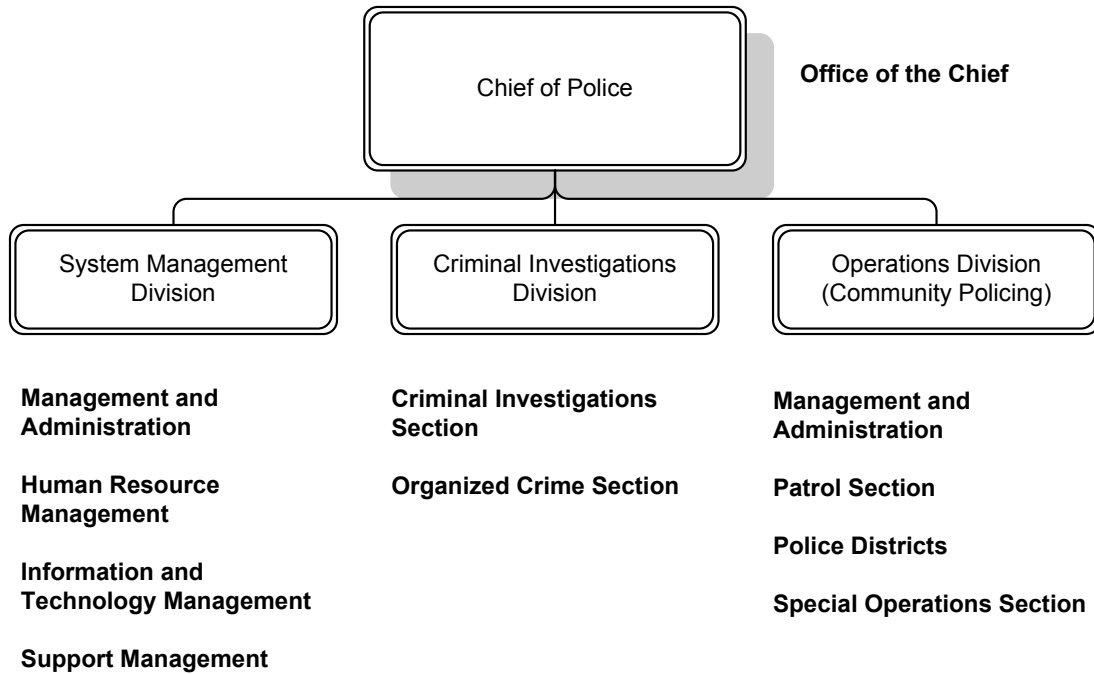 Chief of Police
Office of the Chief
System Management
Division
Criminal Investigations
Division
Operations Division
(Community Policing)
Management and
Administration
Human Resource
Management
Information and
Technology Management
Support Management
Criminal Investigations
Section
Organized Crime Section
Management and
Administration
Patrol Section
Police Districts
Special Operations Section